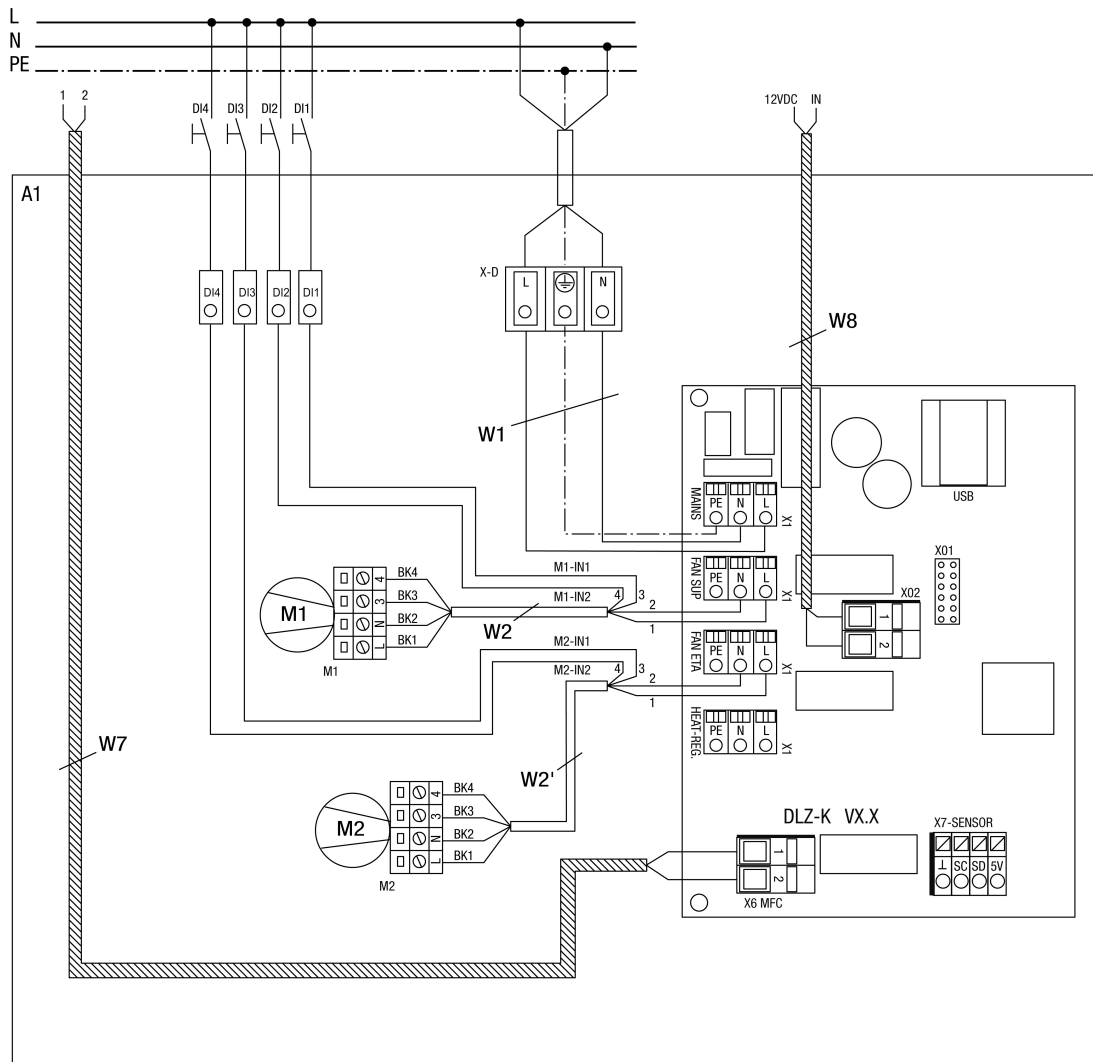 L
N
PE
1 2
DI4 DI3 DI2 DI1
12VDC IN
A1
X-D
L N
DI4 DI3 DI2 DI1
W8
W1
USB
MAINS
PE N L
X1
X01
FAN SUP
PE N L
X1
X02
1
2
M1-IN1
4 3
M1-IN2
2
1
W2
M1
BK4
BK3
BK2
BK1
4
3
N
L
M1
M2-IN1
4 3
M2-IN2
2
1
FAN ETA
PE N L
X1
HEAT-REG.
PE N L
X1
W7
W2'
M2
BK4
BK3
BK2
BK1
4
3
N
L
M2
DLZ-K VX.X
X7-SENSOR
⊥ SC SD 5V
1
2
X6 MFC